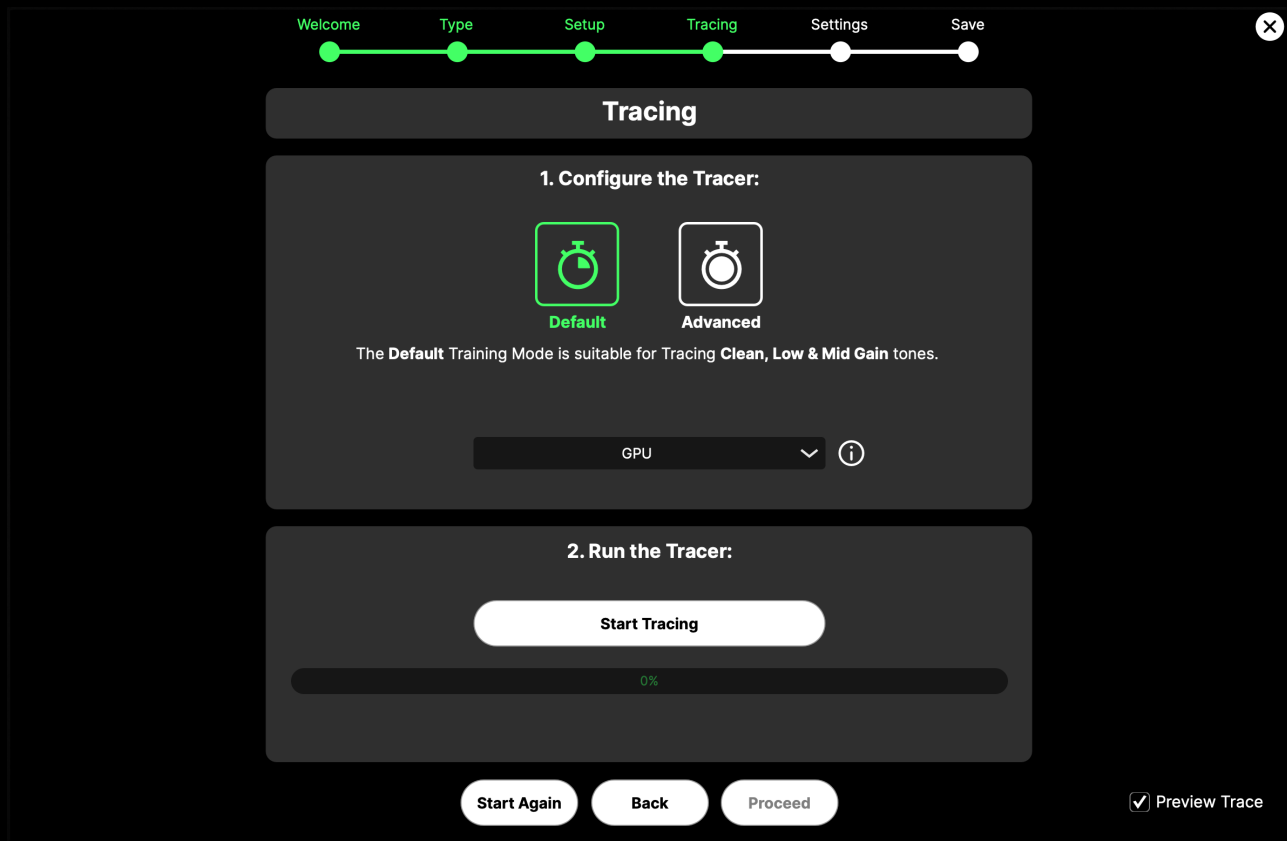 Welcome Type Setup Tracing Settings Save
Tracing
1. Configure the Tracer:
Default Advanced
The Default Training Mode is suitable for Tracing Clean, Low & Mid Gain tones.
GPU
2. Run the Tracer:
Start Tracing
0%
Start Again Back Proceed Preview Trace